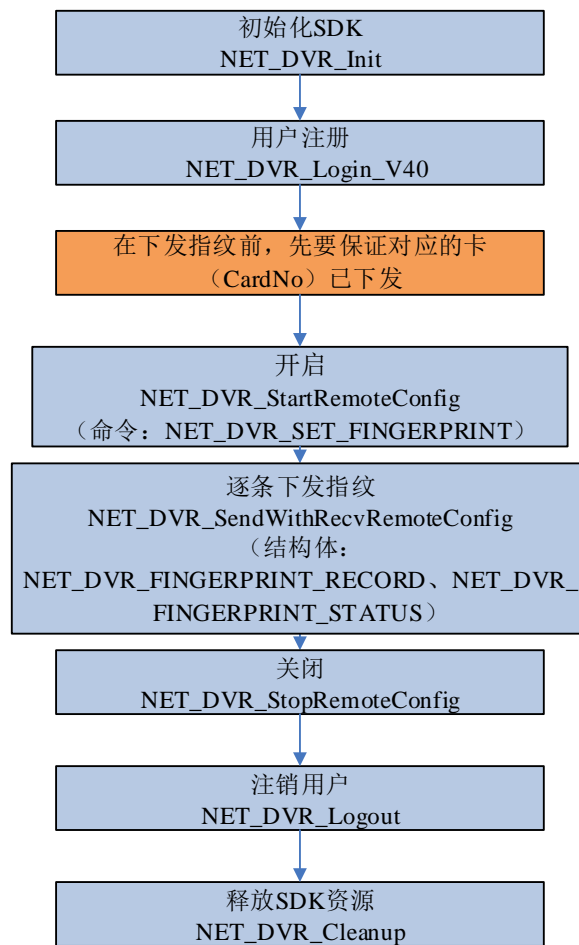 初始化SDK
NET_DVR_Init
用户注册
NET_DVR_Login_V40
在下发指纹前，先要保证对应的卡
（CardNo）已下发
开启
NET_DVR_StartRemoteConfig
（命令：NET_DVR_SET_FINGERPRINT）
逐条下发指纹
NET_DVR_SendWithRecvRemoteConfig
（结构体：
NET_DVR_FINGERPRINT_RECORD、NET_DVR_
FINGERPRINT_STATUS）
关闭
NET_DVR_StopRemoteConfig
注销用户
NET_DVR_Logout
释放SDK资源
NET_DVR_Cleanup